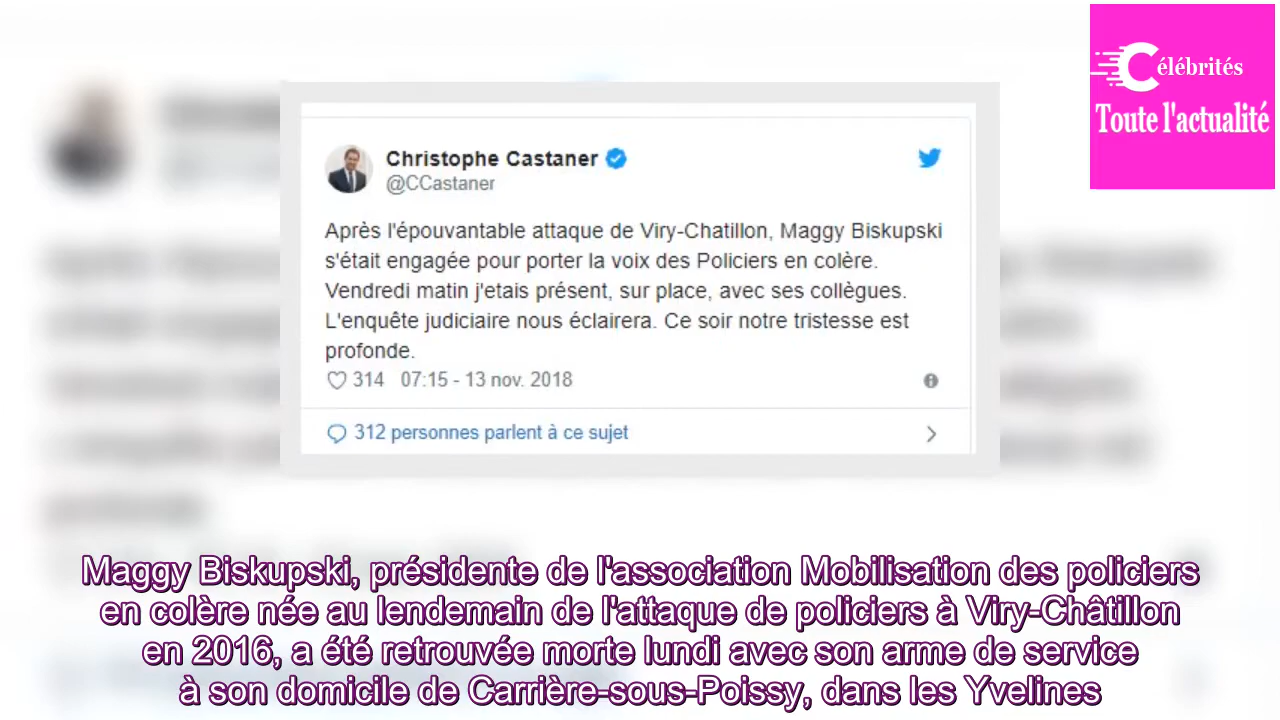 Célébrités
Toute l'actualité
Christophe Castaner
@CCastaner
Après l'épouvantable attaque de Viry-Chatillon, Maggy Biskupski
s'était engagée pour porter la voix des Policiers en colère.
Vendredi matin j'etais présent, sur place, avec ses collègues.
L'enquête judiciaire nous éclairera. Ce soir notre tristesse est
profonde.
314 07:15 - 13 nov. 2018
312 personnes parlent à ce sujet
Maggy Biskupski, présidente de l'association Mobilisation des policiers
en colère née au lendemain de l'attaque de policiers à Viry-Châtillon
en 2016, a été retrouvée morte lundi avec son arme de service
à son domicile de Carrière-sous-Poissy, dans les Yvelines